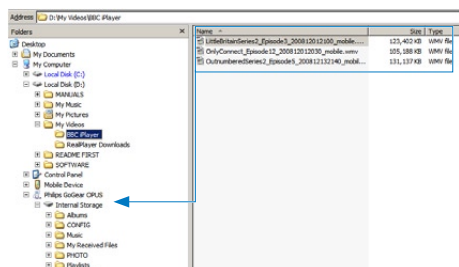 Address D:\My Videos\BBC iPlayer
Folders
Name Size Type
Desktop
My Documents
My Computer
Local Disk (C:)
Local Disk (D:)
MANUALS
My Music
My Pictures
My Videos
BBC iPlayer
RealPlayer Downloads
README FIRST
SOFTWARE
Control Panel
Mobile Device
Philips GoGear OPUS
Internal Storage
Albums
CONFIG
Music
My Received Files
PHOTO
Playlists
LittleBritainSeries2_Episode3_200812012100_mobile.... 123,402 KB WMV file
OnlyConnect_Episode12_200812012030_mobile.wmv 105,188 KB WMV file
OutnumberedSeries2_Episode5_200812132140_mobil... 131,137 KB WMV file